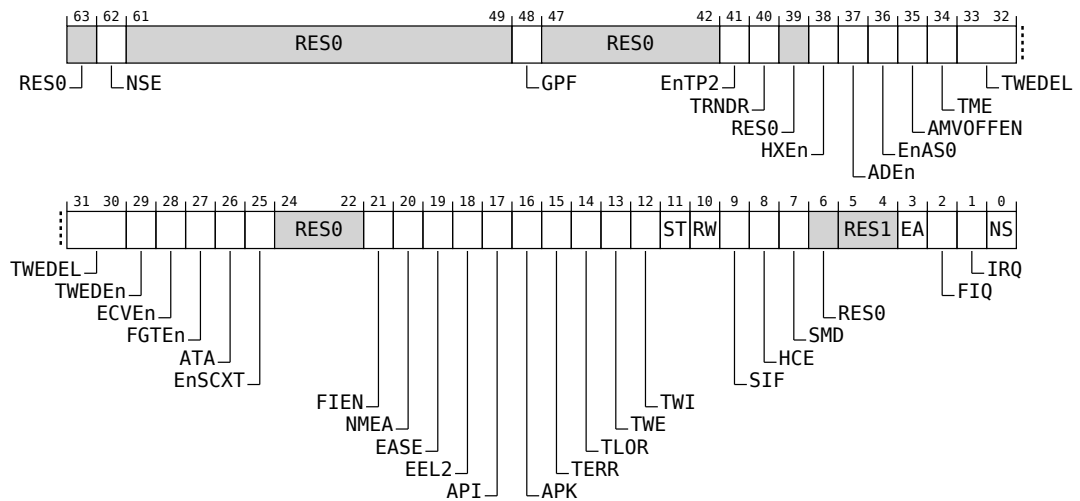 63 62 61 49 48 47 42 41 40 39 38 37 36 35 34 33 32
RES0 RES0
RES0 NSE GPF EnTP2 TWEDEL
TRNDR TME
RES0 AMVOFFEN
HXEn EnAS0
ADEn
31 30 29 28 27 26 25 24 22 21 20 19 18 17 16 15 14 13 12 11 10 9 8 7 6 5 4 3 2 1 0
RES0 ST RW RES1 EA NS
TWEDEL IRQ
TWEDEn FIQ
ECVEn RES0
FGTEn SMD
ATA HCE
EnSCXT SIF
FIEN TWI
NMEA TWE
EASE TLOR
EEL2 TERR
API APK